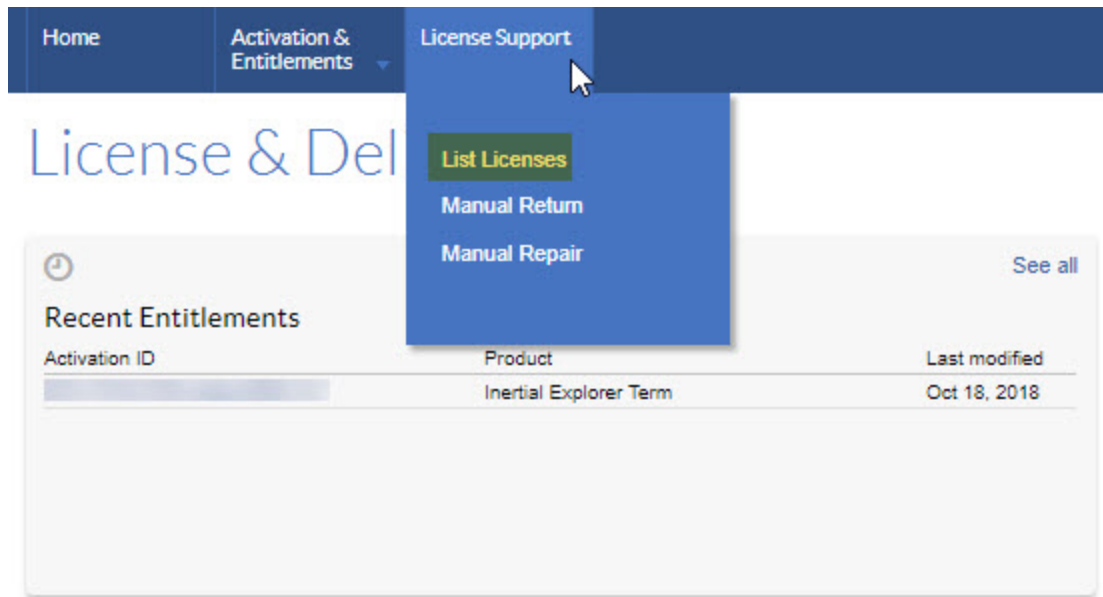 Home
Activation &
Entitlements
License Support
License & Del
List Licenses
Manual Return
Manual Repair
See all
Recent Entitlements
Activation ID Product Last modified
Inertial Explorer Term Oct 18, 2018